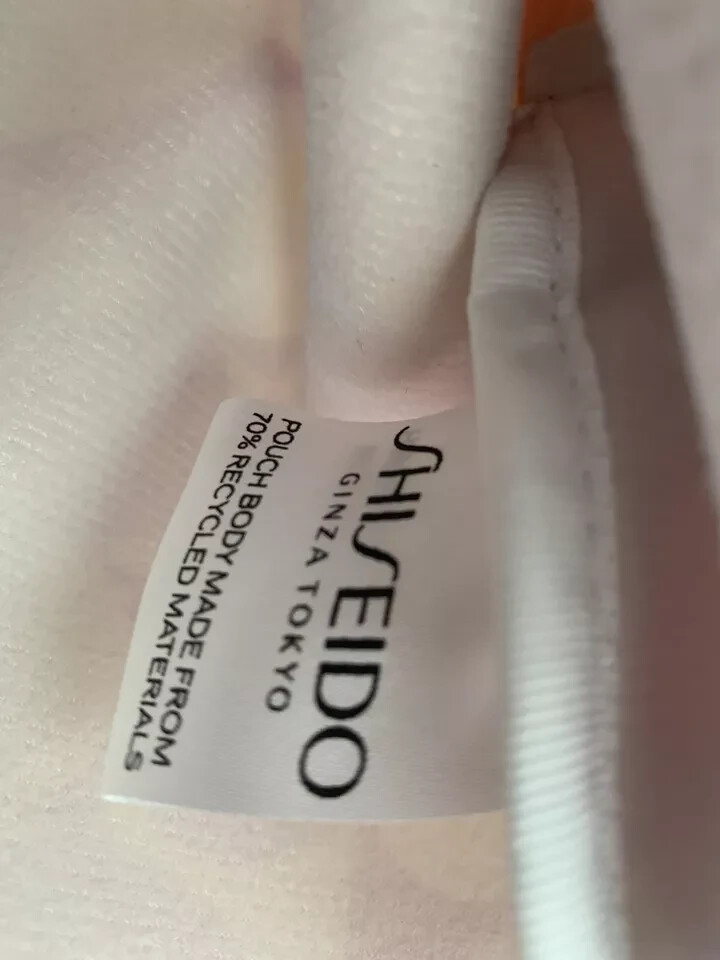 SHISEIDO
GINZA TOKYO
POUCH BODY MADE FROM
70% RECYCLED MATERIALS